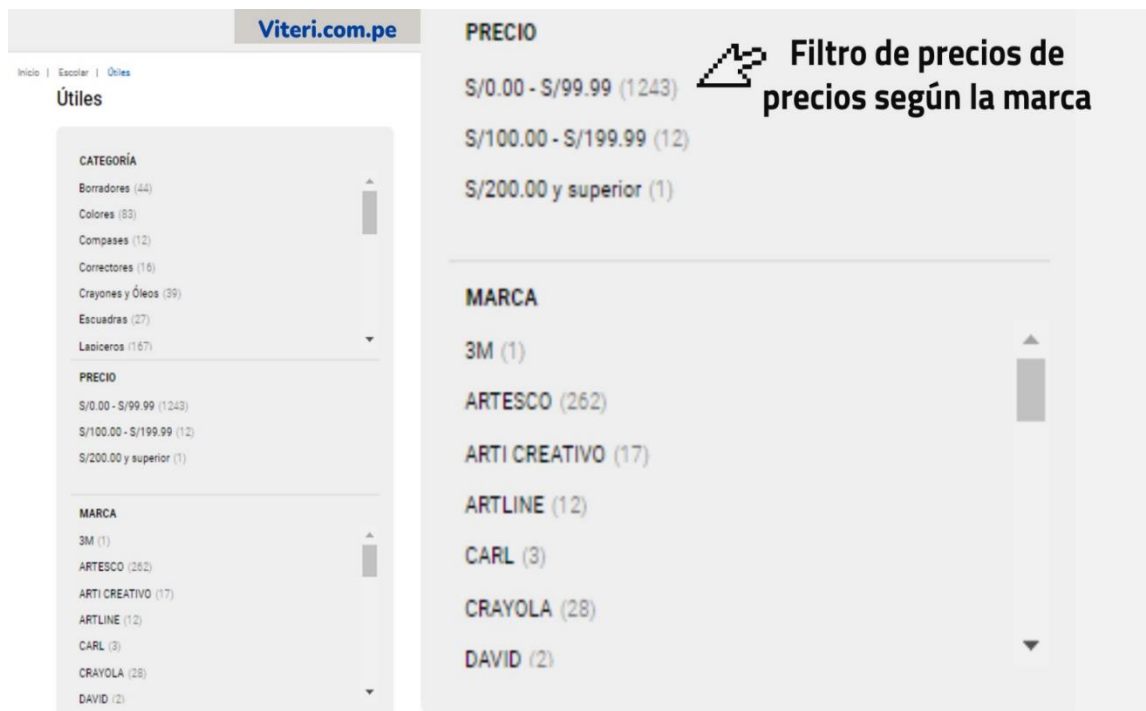 Viteri.com.pe
Inicio | Escolar | Útiles
Útiles
CATEGORÍA
Borradores (44)
Colores (83)
Compases (12)
Correctores (16)
Crayones y Óleos (39)
Escuadras (27)
Lapiceros (167)
PRECIO
S/0.00 - S/99.99 (1243)
S/100.00 - S/199.99 (12)
S/200.00 y superior (1)
MARCA
3M (1)
ARTESCO (262)
ARTI CREATIVO (17)
ARTLINE (12)
CARL (3)
CRAYOLA (28)
DAVID (2)
PRECIO
S/0.00 - S/99.99 (1243)
S/100.00 - S/199.99 (12)
S/200.00 y superior (1)
Filtro de precios de
precios según la marca
MARCA
3M (1)
ARTESCO (262)
ARTI CREATIVO (17)
ARTLINE (12)
CARL (3)
CRAYOLA (28)
DAVID (2)